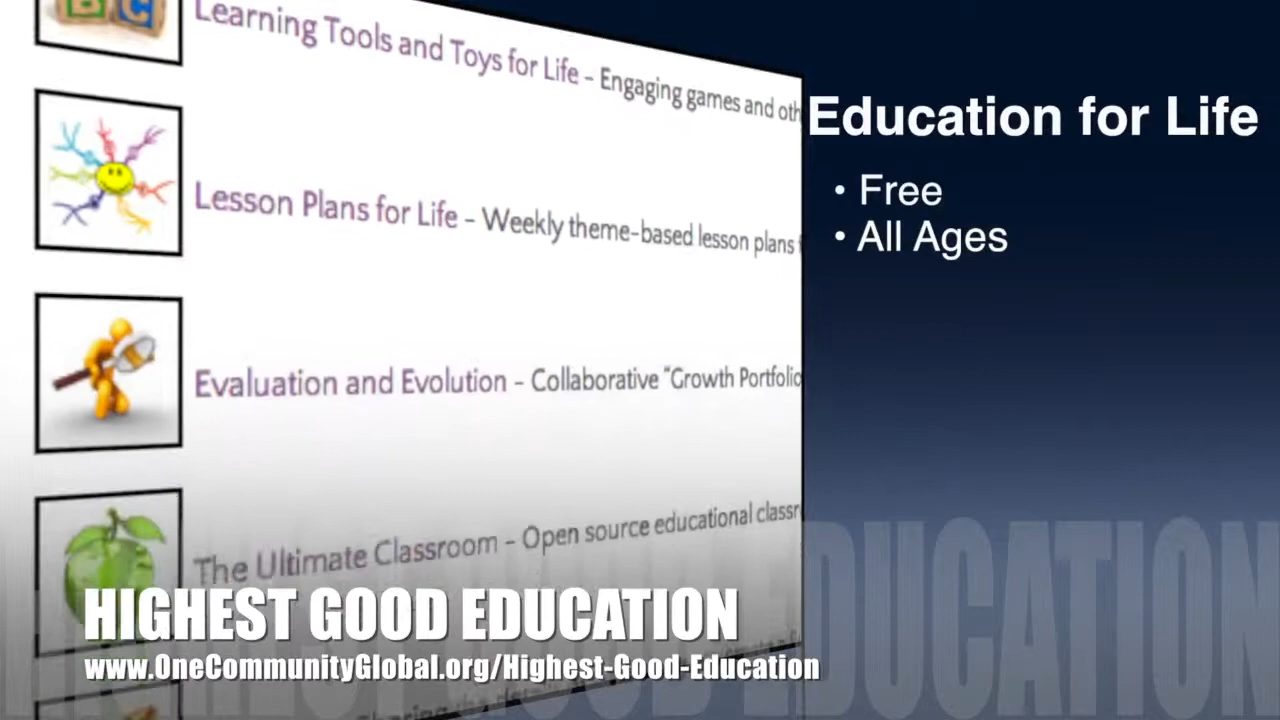 B C
Learning Tools and Toys for Life – Engaging games and oth
Lesson Plans for Life – Weekly theme-based lesson plans
Evaluation and Evolution – Collaborative "Growth Portfolio
The Ultimate Classroom – Open source educational classr
Education for Life
• Free
• All Ages
HIGHEST GOOD EDUCATION
www.OneCommunityGlobal.org/Highest-Good-Education
HIGHEST GOOD EDUCATION